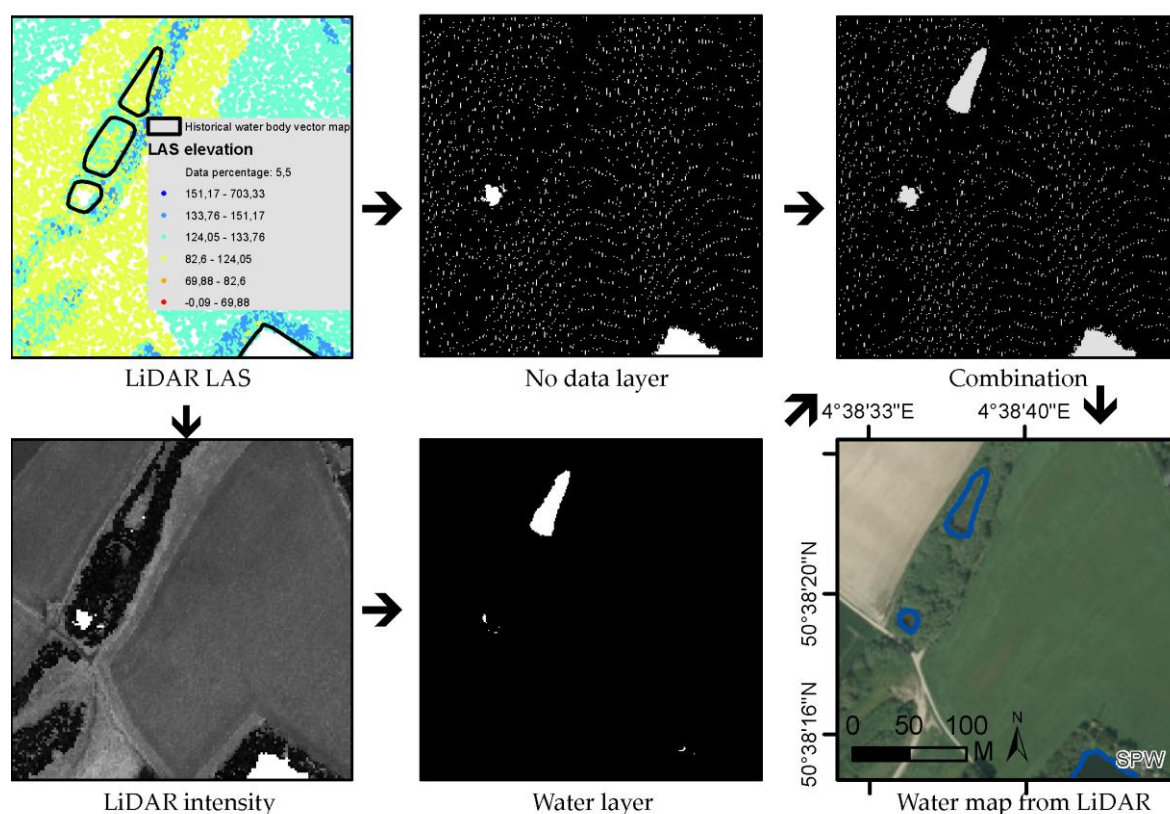 Historical water body vector map
LAS elevation
Data percentage: 5,5
151,17 - 703,33
133,76 - 151,17
124,05 - 133,76
82,6 - 124,05
69,88 - 82,6
-0,09 - 69,88
LiDAR LAS
No data layer
Combination
4°38'33"E
4°38'40"E
50°38'20"N
50°38'16"N
0 50 100
M
N
SPW
LiDAR intensity
Water layer
Water map from LiDAR